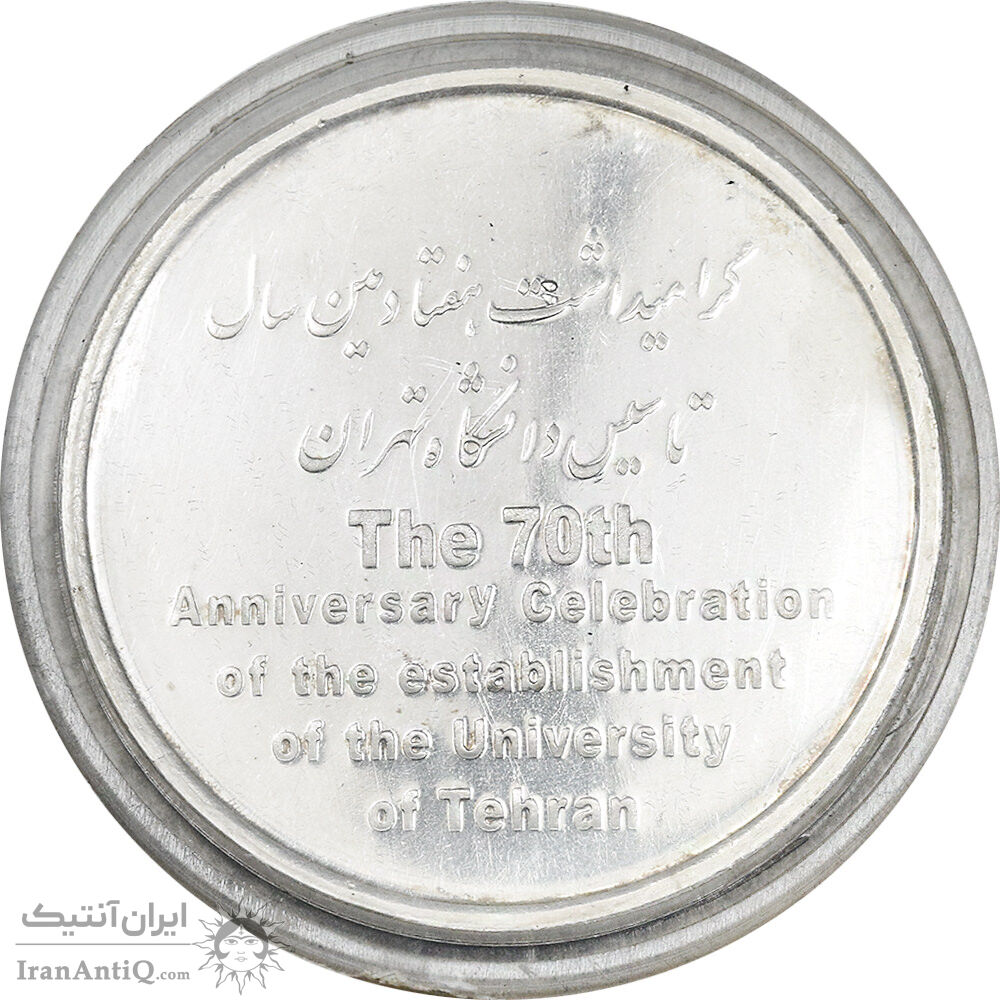 گرامیداشت هفتادمین سال
تاسیس دانشگاه تهران
The 70th
Anniversary Celebration
of the establishment
of the University
of Tehran
ایران آنتیک
IranAntiQ.com